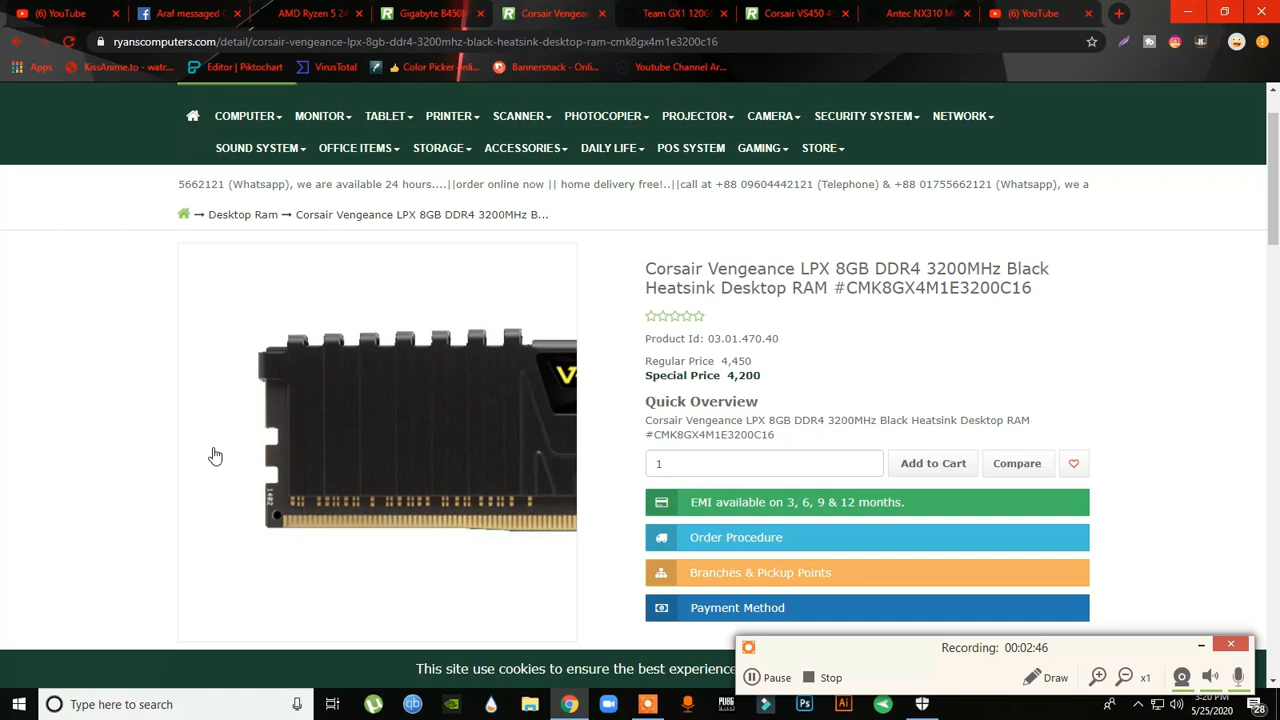 (6) YouTube
Araf messaged
AMD Ryzen 5 24
Gigabyte B450M
Corsair Vengean
Team GX1 120G
Corsair VS450 4
Antec NX310 M
(6) YouTube
ryanscomputers.com/detail/corsair-vengeance-lpx-8gb-ddr4-3200mhz-black-heatsink-desktop-ram-cmk8gx4m1e3200c16
Apps
KissAnime.to - watc...
Editor | Piktochart
VirusTotal
Color Picker onli...
Bannersnack - Onli...
Youtube Channel Ar...
COMPUTER
MONITOR
TABLET
PRINTER
SCANNER
PHOTOCOPIER
PROJECTOR
CAMERA
SECURITY SYSTEM
NETWORK
SOUND SYSTEM
OFFICE ITEMS
STORAGE
ACCESSORIES
DAILY LIFE
POS SYSTEM
GAMING
STORE
5662121 (Whatsapp), we are available 24 hours....||order online now || home delivery free!..||call at +88 09604442121 (Telephone) & +88 01755662121 (Whatsapp), we a
→ Desktop Ram → Corsair Vengeance LPX 8GB DDR4 3200MHz B...
Corsair Vengeance LPX 8GB DDR4 3200MHz Black
Heatsink Desktop RAM #CMK8GX4M1E3200C16
Product Id: 03.01.470.40
Regular Price 4,450
Special Price 4,200
Quick Overview
Corsair Vengeance LPX 8GB DDR4 3200MHz Black Heatsink Desktop RAM
#CMK8GX4M1E3200C16
1
Add to Cart
Compare
EMI available on 3, 6, 9 & 12 months.
Order Procedure
Branches & Pickup Points
Payment Method
This site use cookies to ensure the best experience
Recording: 00:02:46
Pause
Stop
Draw
x1
Type here to search
3:20 PM
5/25/2020
28